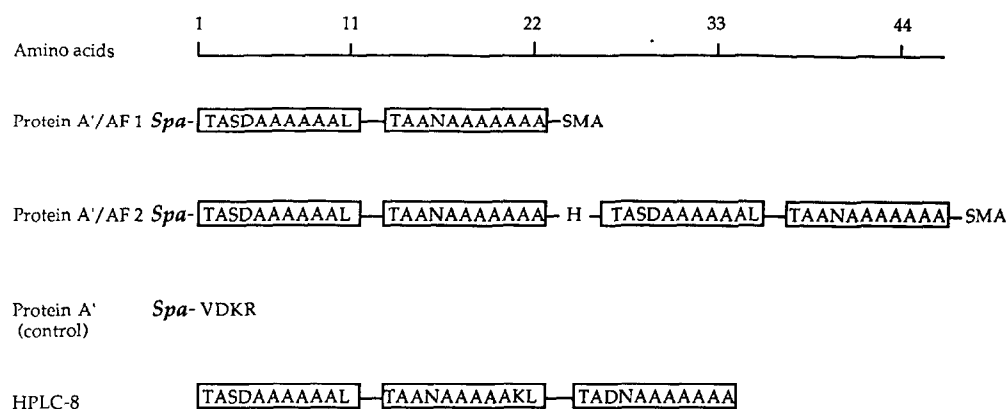 1 11 22 33 44
Amino acids
Protein A'/AF 1 Spa- TASDAAAAAAL TAANAAAAAAA SMA
Protein A'/AF 2 Spa- TASDAAAAAAL TAANAAAAAAA H TASDAAAAAAL TAANAAAAAAA SMA
Protein A' Spa- VDKR
(control)
HPLC-8 TASDAAAAAAL TAANAAAAAKL TADNAAAAAAA